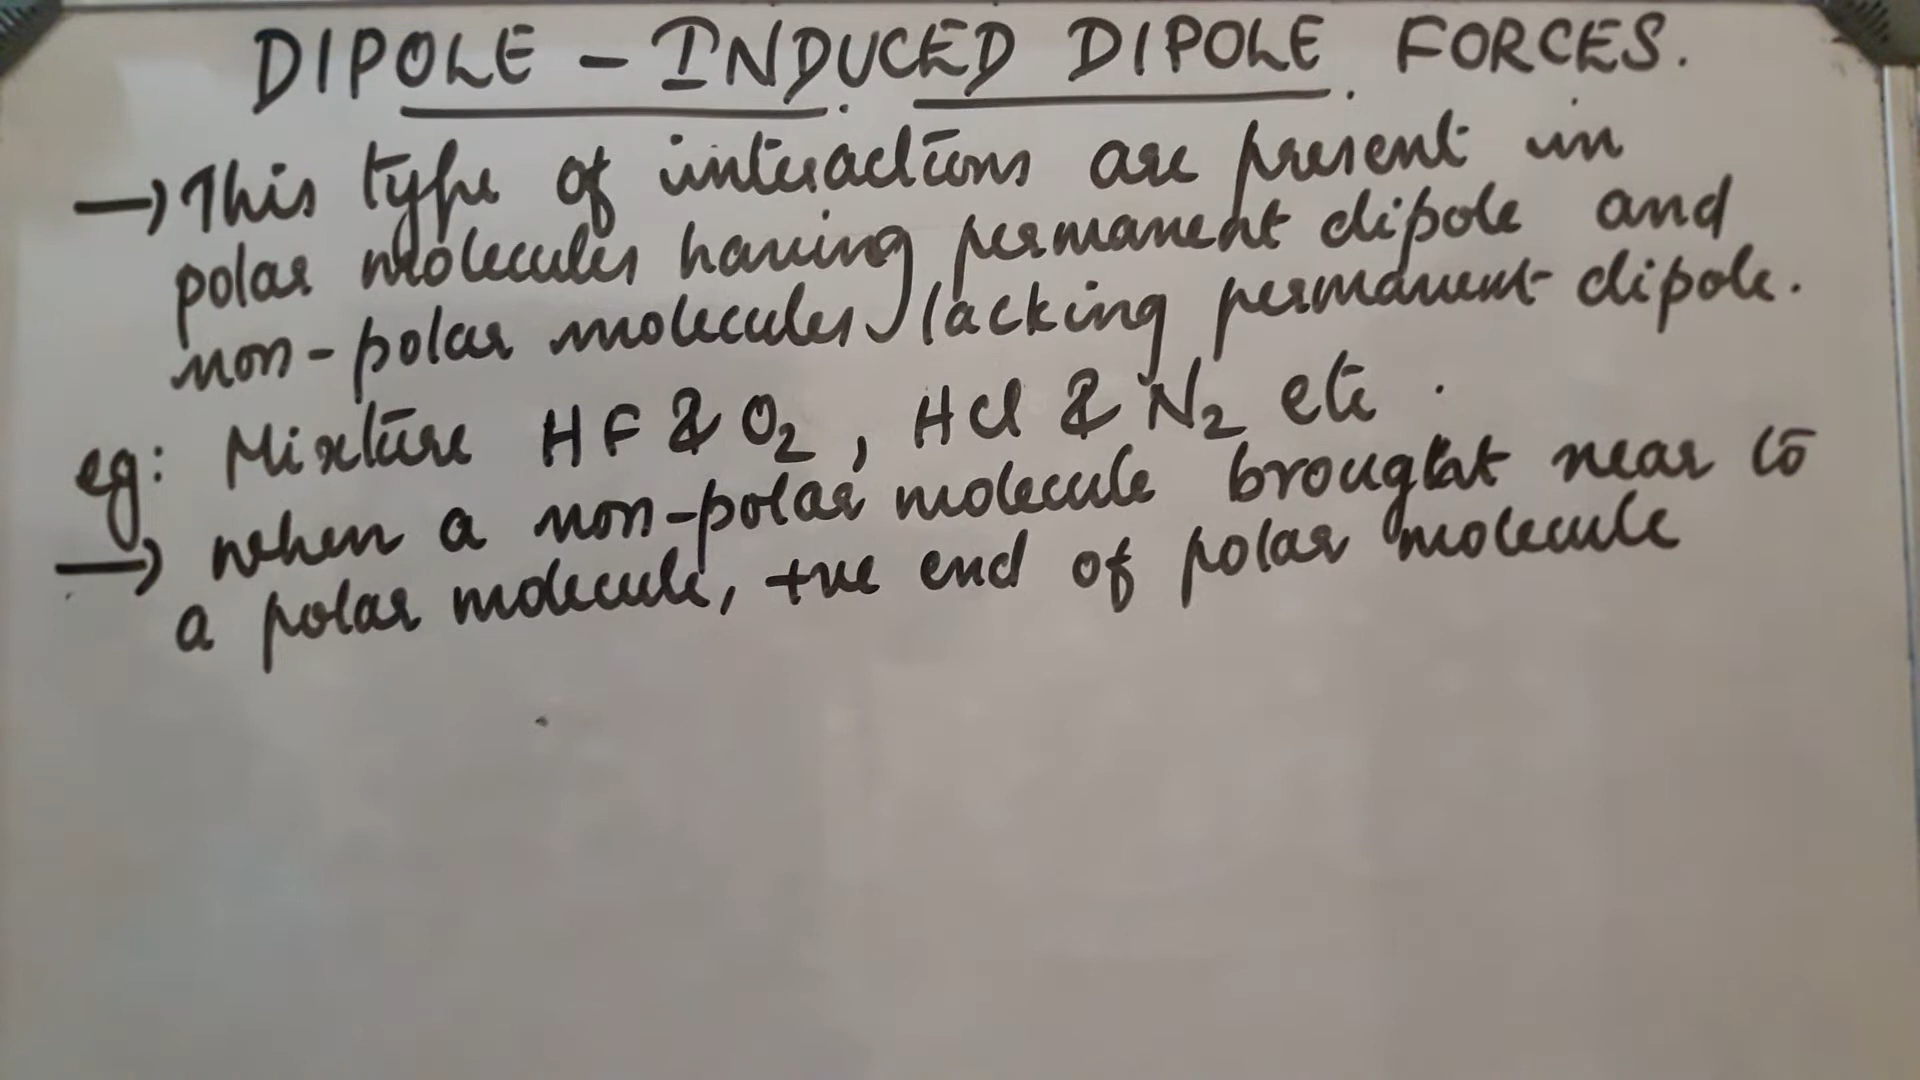 DIPOLE - INDUCED DIPOLE FORCES.
→ This type of interactions are present in
polar molecules having permanent dipole and
non-polar molecules lacking permanent dipole.
eg: Mixture HF & O₂, HCl & N₂ etc.
→ when a non-polar molecule brought near to
a polar molecule, +ve end of polar molecule